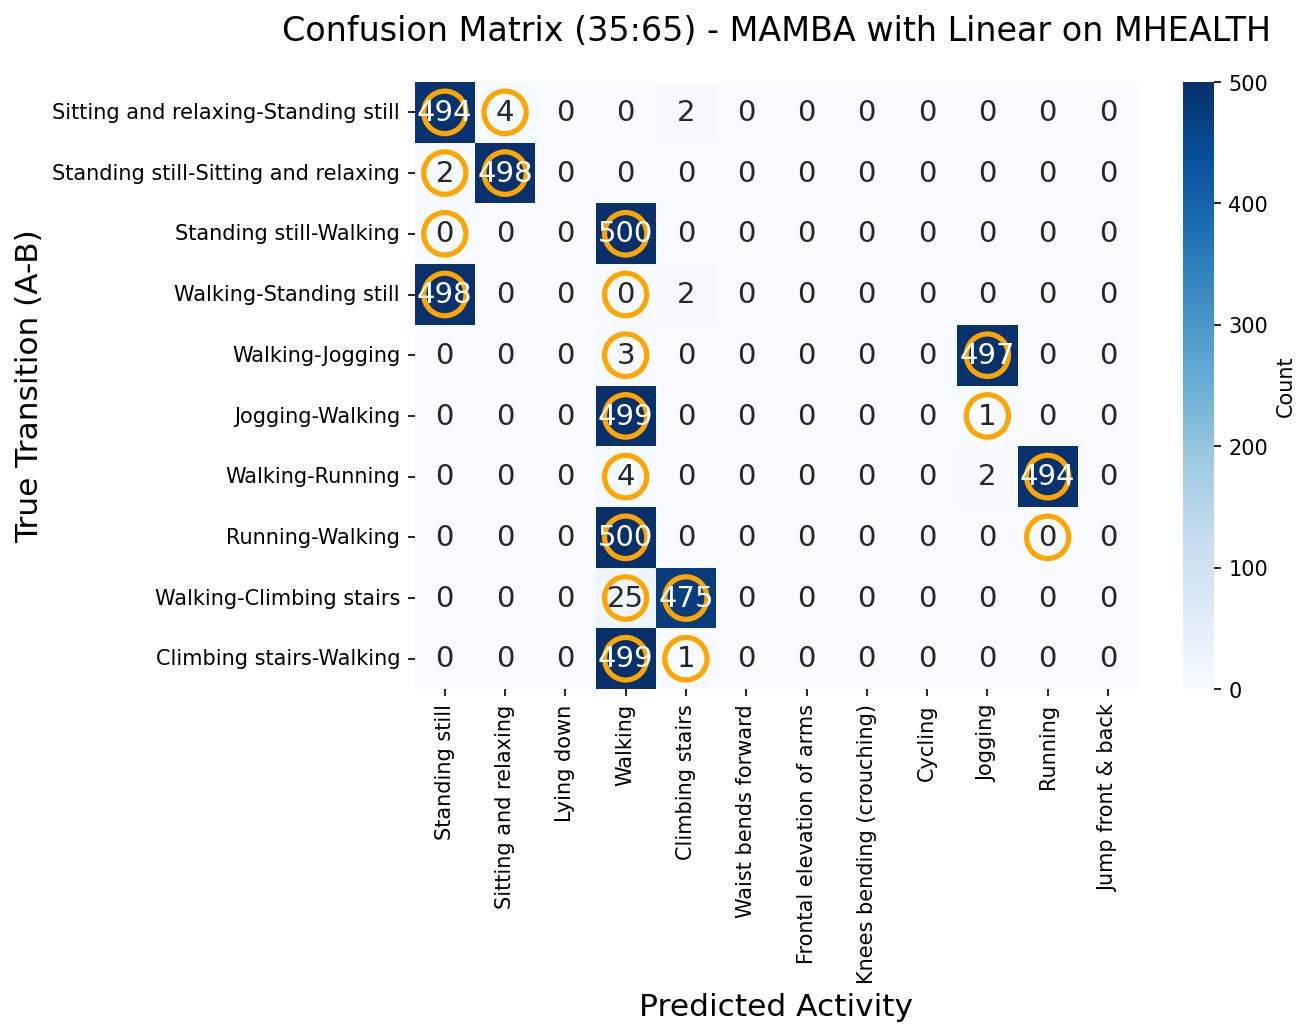 Confusion Matrix (35:65) - MAMBA with Linear on MHEALTH
True Transition (A-B)
Sitting and relaxing-Standing still 494 4 0 0 2 0 0 0 0 0 0 0
Standing still-Sitting and relaxing 2 498 0 0 0 0 0 0 0 0 0 0
Standing still-Walking 0 0 0 500 0 0 0 0 0 0 0 0
Walking-Standing still 498 0 0 0 2 0 0 0 0 0 0 0
Walking-Jogging 0 0 0 3 0 0 0 0 0 497 0 0
Jogging-Walking 0 0 0 499 0 0 0 0 0 1 0 0
Walking-Running 0 0 0 4 0 0 0 0 0 2 494 0
Running-Walking 0 0 0 500 0 0 0 0 0 0 0 0
Walking-Climbing stairs 0 0 0 25 475 0 0 0 0 0 0 0
Climbing stairs-Walking 0 0 0 499 1 0 0 0 0 0 0 0
Standing still
Sitting and relaxing
Lying down
Walking
Climbing stairs
Waist bends forward
Frontal elevation of arms
Knees bending (crouching)
Cycling
Jogging
Running
Jump front & back
Predicted Activity
500
400
300
200
100
0
Count